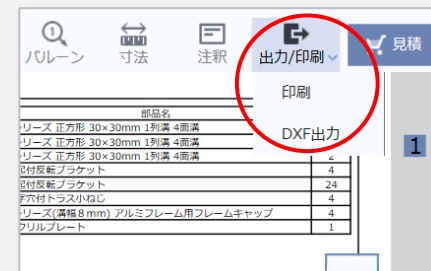 1
バルーン 寸法 注釈 出力/印刷 見積
印刷
DXF出力
1
部品名
リーズ 正方形 30×30mm 1列溝 4面溝
リーズ 正方形 30×30mm 1列溝 4面溝
リーズ 正方形 30×30mm 1列溝 4面溝 2
付反転ブラケット 4
付反転ブラケット 24
穴付トラス小ねじ 4
リーズ(溝幅8mm) アルミフレーム用フレームキャップ 4
クリルプレート 1